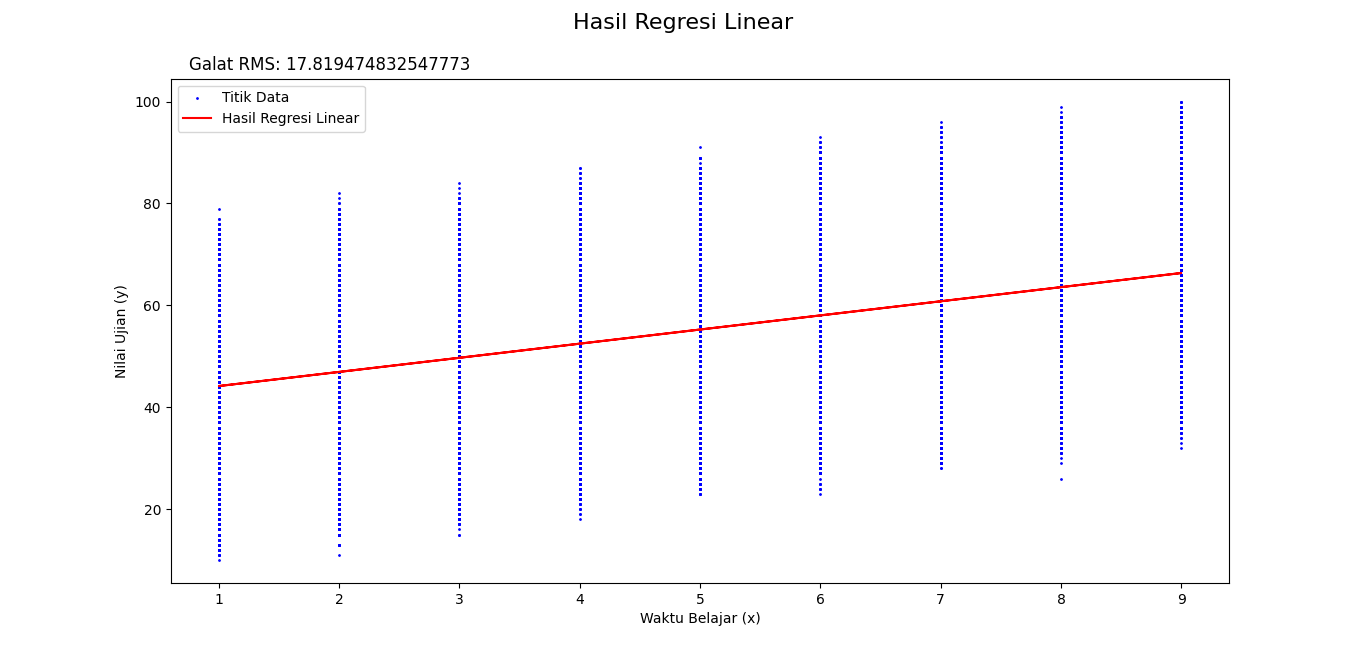 Hasil Regresi Linear
Galat RMS: 17.819474832547773
Titik Data
Hasil Regresi Linear
100
80
60
40
20
Nilai Ujian (y)
1 2 3 4 5 6 7 8 9
Waktu Belajar (x)